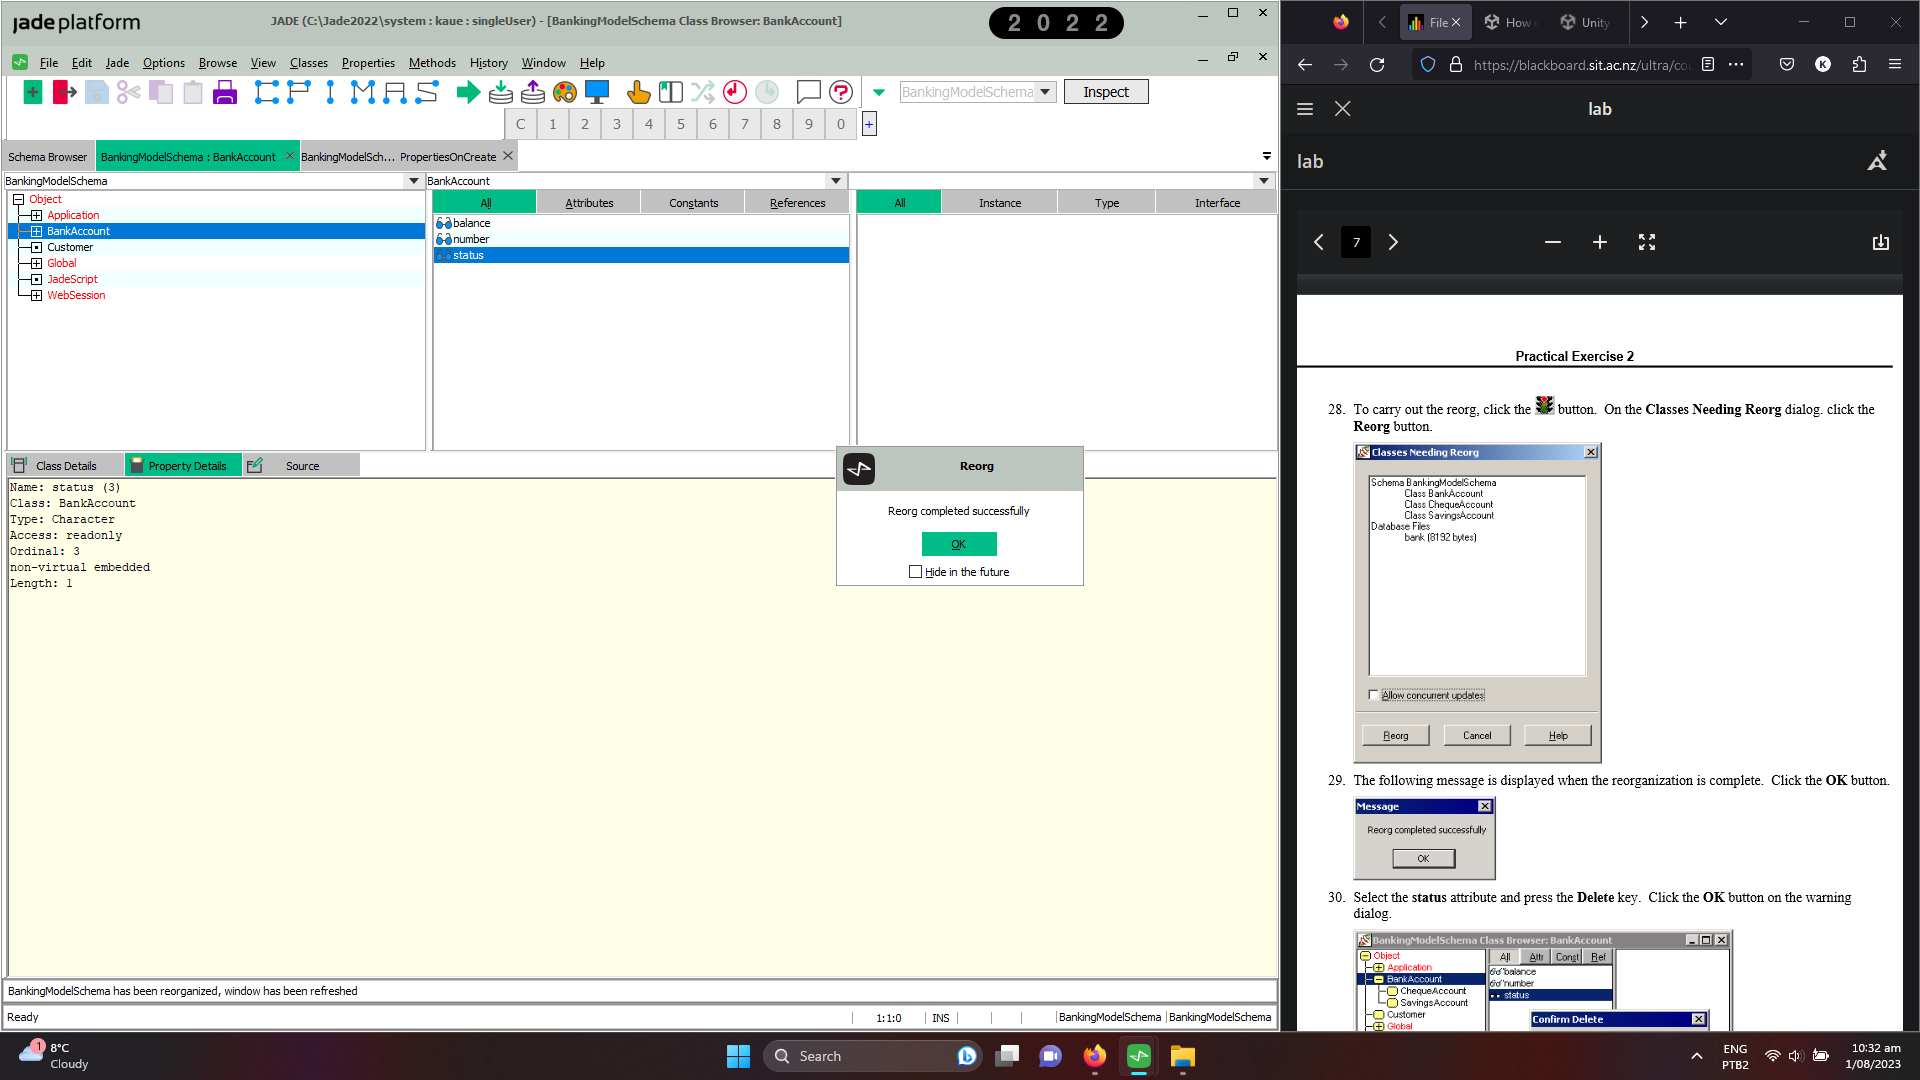 jade platform
JADE (C:\Jade2022\system : kaue : singleUser) - [BankingModelSchema Class Browser: BankAccount]
2 0 2 2
File Edit Jade Options Browse View Classes Properties Methods History Window Help
BankingModelSchema
Inspect
C 1 2 3 4 5 6 7 8 9 0 +
Schema Browser
BankingModelSchema : BankAccount
BankingModelSch... PropertiesOnCreate
BankingModelSchema
BankAccount
Object
Application
BankAccount
Customer
Global
JadeScript
WebSession
All Attributes Constants References
balance
number
status
All Instance Type Interface
Class Details
Property Details
Source
Name: status (3)
Class: BankAccount
Type: Character
Access: readonly
Ordinal: 3
non-virtual embedded
Length: 1
Reorg
Reorg completed successfully
OK
Hide in the future
BankingModelSchema has been reorganized, window has been refreshed
Ready
1:1:0
INS
BankingModelSchema
BankingModelSchema
File
How
Unity
https://blackboard.sit.ac.nz/ultra/co
K
lab
lab
7
Practical Exercise 2
28. To carry out the reorg, click the button. On the Classes Needing Reorg dialog. click the
Reorg button.
Classes Needing Reorg
Schema BankingModelSchema
Class BankAccount
Class ChequeAccount
Class SavingsAccount
Database Files
bank (8192 bytes)
Allow concurrent updates
Reorg Cancel Help
29. The following message is displayed when the reorganization is complete. Click the OK button.
Message
Reorg completed successfully
OK
30. Select the status attribute and press the Delete key. Click the OK button on the warning
dialog.
BankingModelSchema Class Browser: BankAccount
Object
Application
BankAccount
ChequeAccount
SavingsAccount
Customer
Global
All Attr Const Ref
balance
number
status
Confirm Delete
1
8°C
Cloudy
Search
ENG
PTB2
10:32 am
1/08/2023